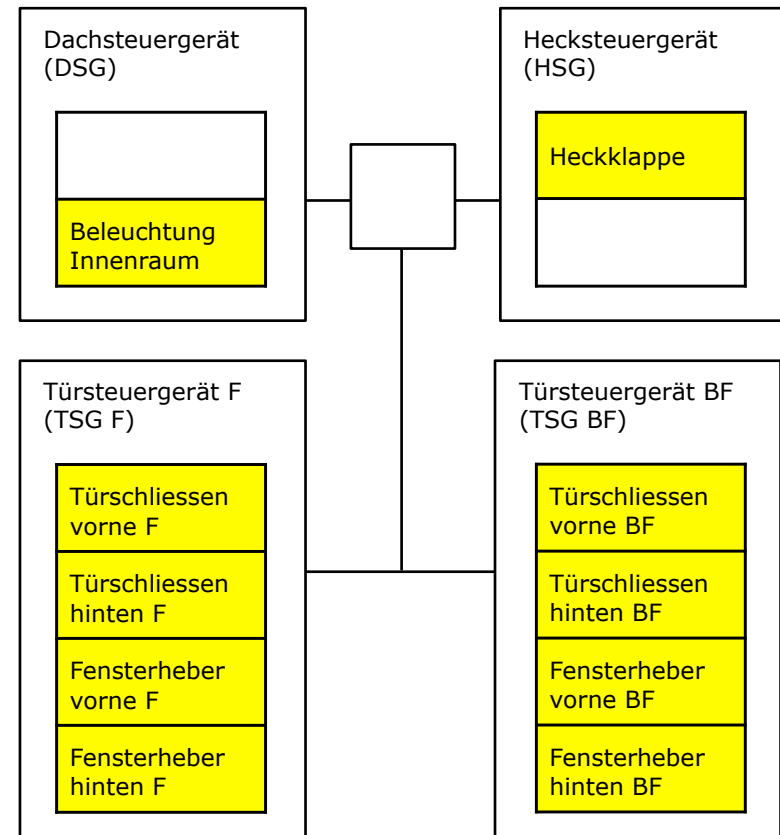 Dachsteuergerät
(DSG)
Beleuchtung
Innenraum
Hecksteuergerät
(HSG)
Heckklappe
Türsteuergerät F
(TSG F)
Türschliessen
vorne F
Türschliessen
hinten F
Fensterheber
vorne F
Fensterheber
hinten F
Türsteuergerät BF
(TSG BF)
Türschliessen
vorne BF
Türschliessen
hinten BF
Fensterheber
vorne BF
Fensterheber
hinten BF